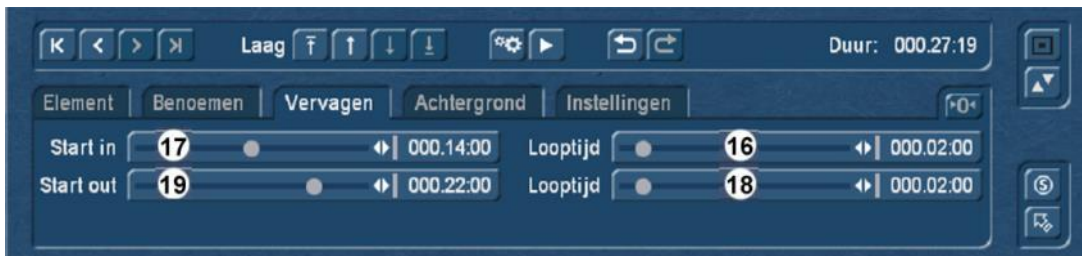 Laag Duur: 000.27:19
Element Benoemen Vervagen Achtergrond Instellingen 0
Start in 17 000.14:00 Looptijd 16 000.02:00
Start out 19 000.22:00 Looptijd 18 000.02:00
S